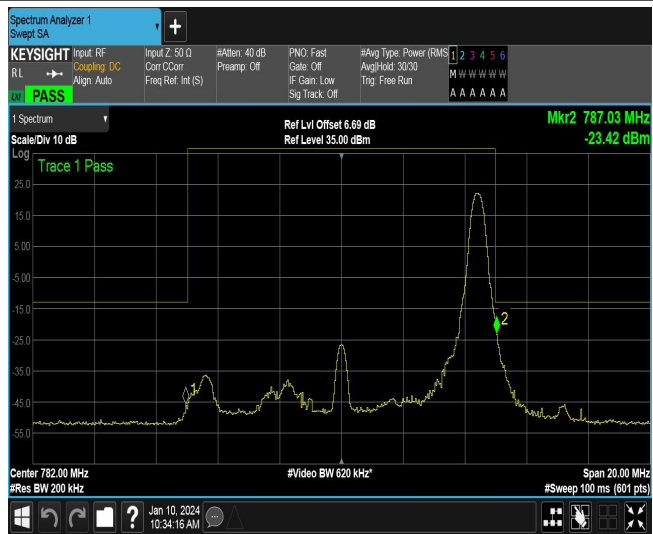 Spectrum Analyzer 1
Swept SA
+
KEYSIGHT
RL
LXI
PASS
Input: RF
Coupling: DC
Align: Auto
Input Z: 50 Ω
Corr CCorr
Freq Ref: Int (S)
#Atten: 40 dB
Preamp: Off
PNO: Fast
Gate: Off
IF Gain: Low
Sig Track: Off
#Avg Type: Power (RMS
Avg|Hold: 30/30
Trig: Free Run
1 2 3 4 5 6
M W W W W W
A A A A A A
1 Spectrum
Scale/Div 10 dB
Log
Ref Lvl Offset 6.69 dB
Ref Level 35.00 dBm
Mkr2 787.03 MHz
-23.42 dBm
Trace 1 Pass
25.0
15.0
5.00
-5.00
-15.0
-25.0
-35.0
-45.0
-55.0
1
2
Center 782.00 MHz
#Res BW 200 kHz
#Video BW 620 kHz*
Span 20.00 MHz
#Sweep 100 ms (601 pts)
?
Jan 10, 2024
10:34:16 AM